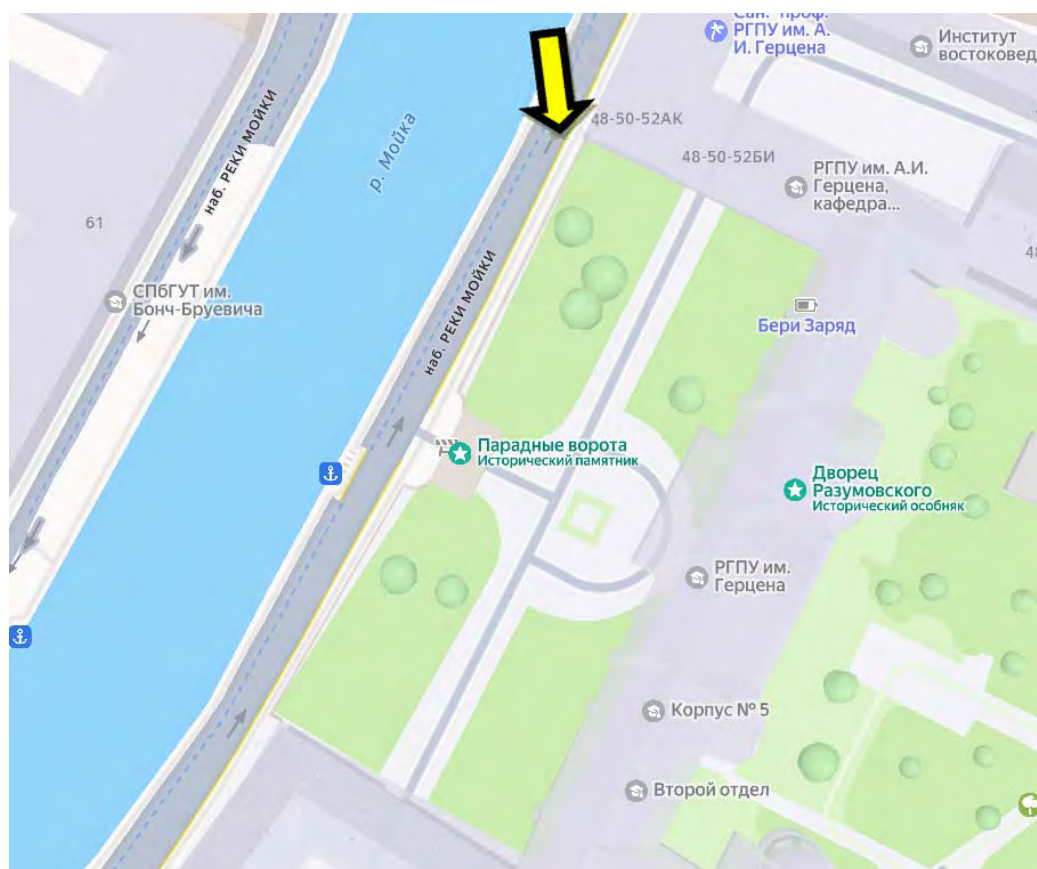 Сан.-проф.
РГПУ им. А.
И. Герцена
Институт
востоковед
48-50-52АК
48-50-52БИ
РГПУ им. А.И.
Герцена,
кафедра...
наб. РЕКИ МОЙКИ
р. Мойка
61
48
СПбГУТ им.
Бонч-Бруевича
Бери Заряд
наб. РЕКИ МОЙКИ
Парадные ворота
Исторический памятник
Дворец
Разумовского
Исторический особняк
РГПУ им.
Герцена
Корпус № 5
Второй отдел